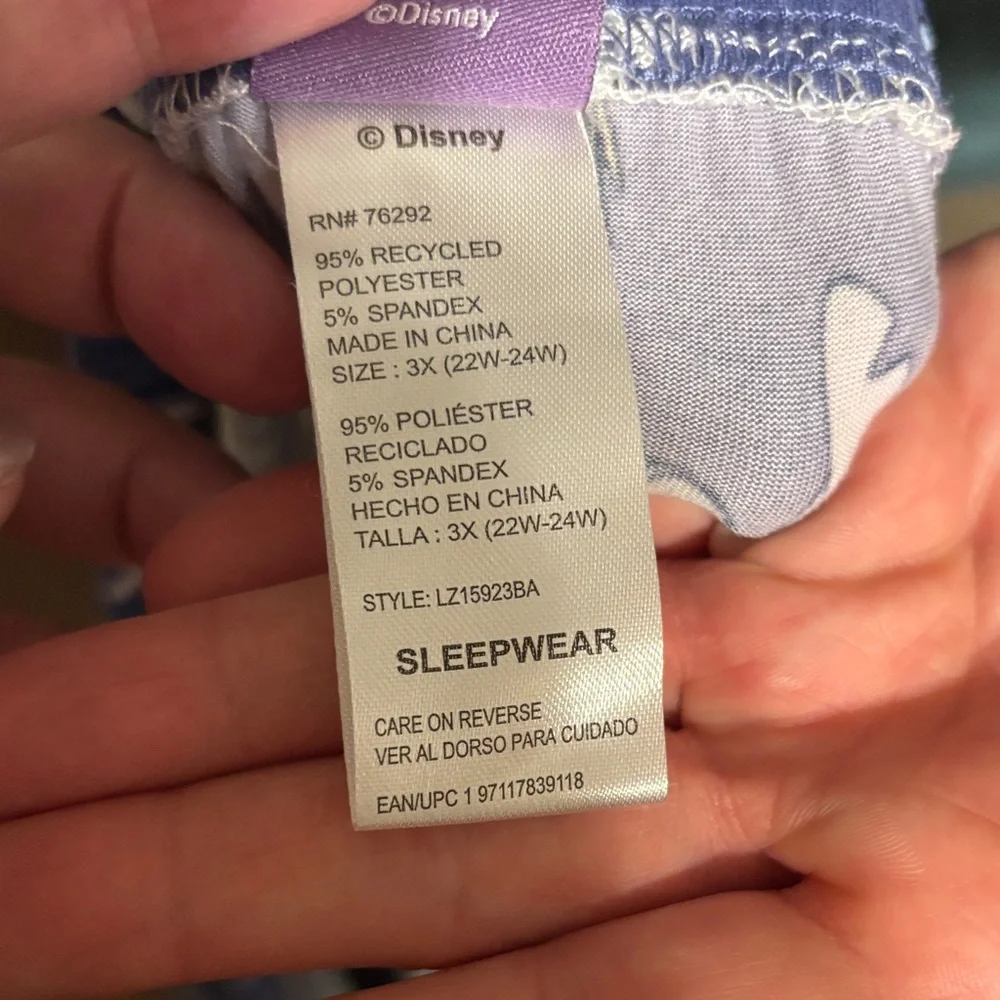 ©Disney
© Disney
RN# 76292
95% RECYCLED
POLYESTER
5% SPANDEX
MADE IN CHINA
SIZE : 3X (22W-24W)
95% POLIÉSTER
RECICLADO
5% SPANDEX
HECHO EN CHINA
TALLA : 3X (22W-24W)
STYLE: LZ15923BA
SLEEPWEAR
CARE ON REVERSE
VER AL DORSO PARA CUIDADO
EAN/UPC 1 97117839118